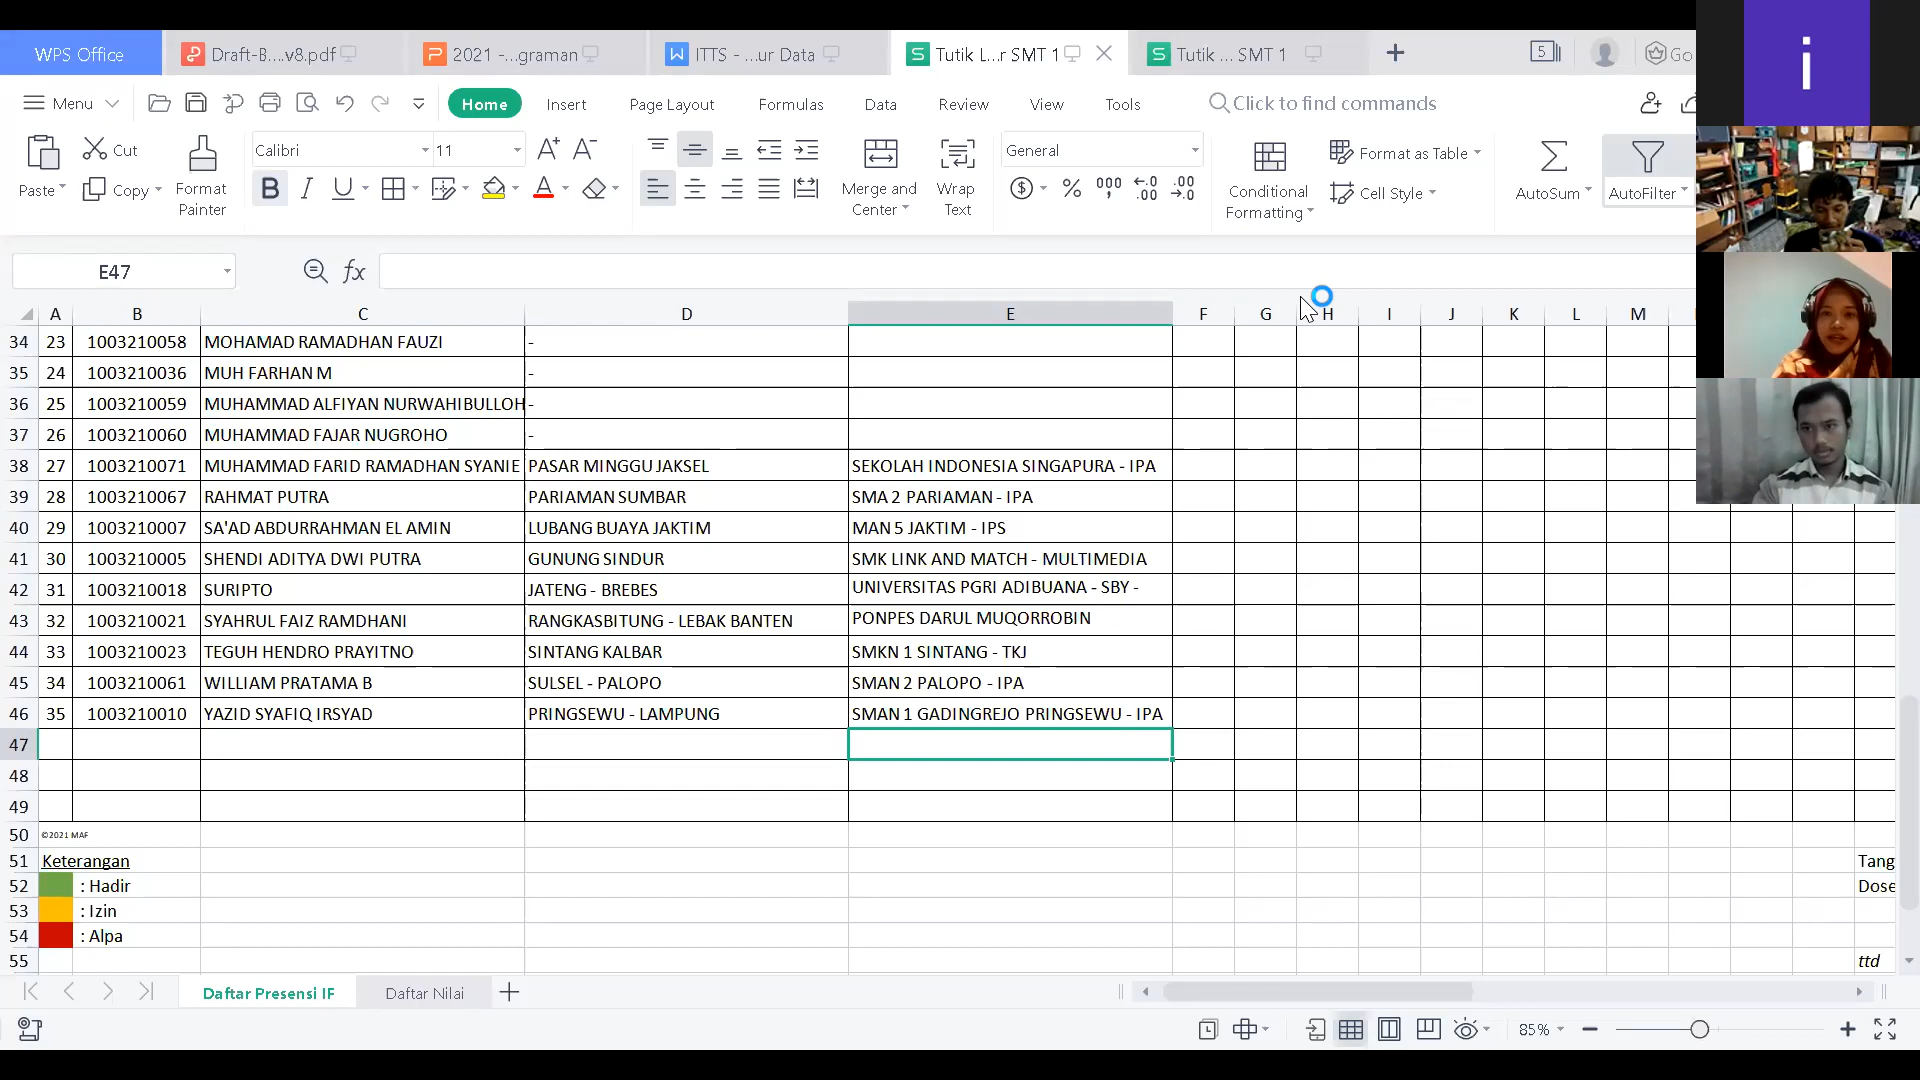 WPS Office Draft-B....v8.pdf 2021 -...graman ITTS - ...ur Data Tutik L...r SMT 1 Tutik ... SMT 1 5 Go
Menu Home Insert Page Layout Formulas Data Review View Tools Click to find commands
Paste Cut Copy Format Painter Calibri 11 Merge and Center Wrap Text General Conditional Formatting Format as Table Cell Style AutoSum AutoFilter
i
E47 fx
A B C D E F G H I J K L M
34 23 1003210058 MOHAMAD RAMADHAN FAUZI -
35 24 1003210036 MUH FARHAN M -
36 25 1003210059 MUHAMMAD ALFIYAN NURWAHIBULLOH -
37 26 1003210060 MUHAMMAD FAJAR NUGROHO -
38 27 1003210071 MUHAMMAD FARID RAMADHAN SYANIE PASAR MINGGU JAKSEL SEKOLAH INDONESIA SINGAPURA - IPA
39 28 1003210067 RAHMAT PUTRA PARIAMAN SUMBAR SMA 2 PARIAMAN - IPA
40 29 1003210007 SA'AD ABDURRAHMAN EL AMIN LUBANG BUAYA JAKTIM MAN 5 JAKTIM - IPS
41 30 1003210005 SHENDI ADITYA DWI PUTRA GUNUNG SINDUR SMK LINK AND MATCH - MULTIMEDIA
42 31 1003210018 SURIPTO JATENG - BREBES UNIVERSITAS PGRI ADIBUANA - SBY -
43 32 1003210021 SYAHRUL FAIZ RAMDHANI RANGKASBITUNG - LEBAK BANTEN PONPES DARUL MUQORROBIN
44 33 1003210023 TEGUH HENDRO PRAYITNO SINTANG KALBAR SMKN 1 SINTANG - TKJ
45 34 1003210061 WILLIAM PRATAMA B SULSEL - PALOPO SMAN 2 PALOPO - IPA
46 35 1003210010 YAZID SYAFIQ IRSYAD PRINGSEWU - LAMPUNG SMAN 1 GADINGREJO PRINGSEWU - IPA
47
48
49
50 ©2021 MAF
51 Keterangan Tang
52 : Hadir Dose
53 : Izin
54 : Alpa
55 ttd
Daftar Presensi IF Daftar Nilai
85%